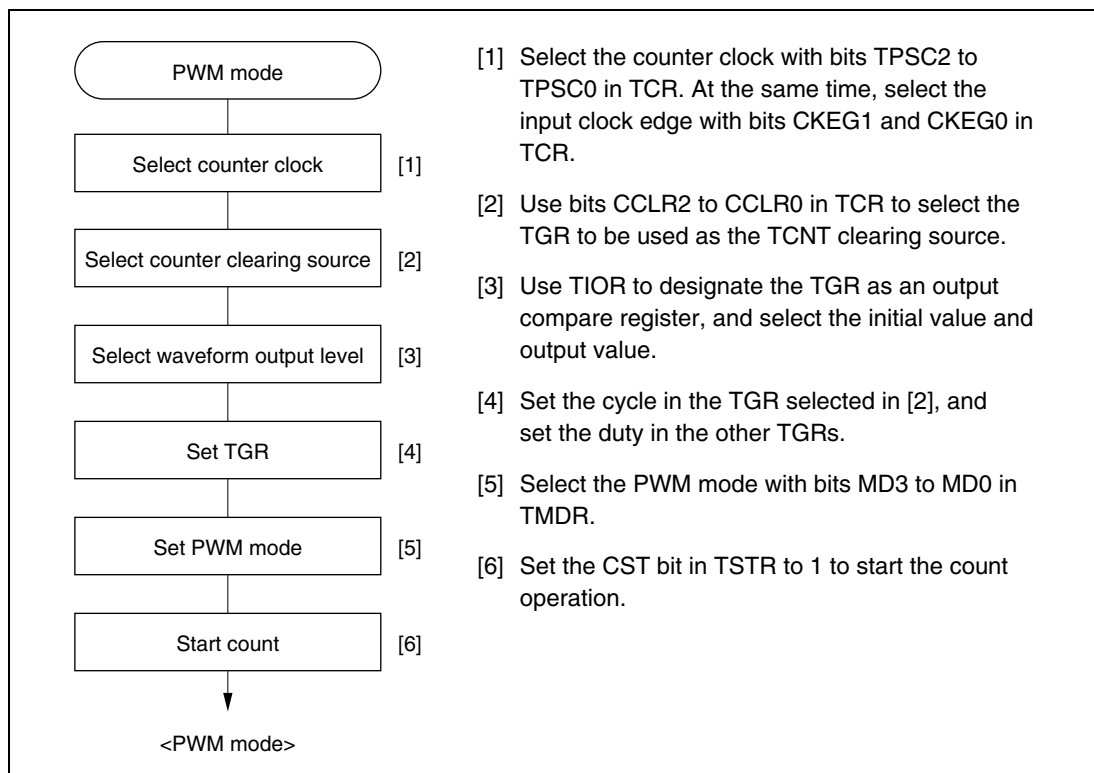 PWM mode
Select counter clock [1]
Select counter clearing source [2]
Select waveform output level [3]
Set TGR [4]
Set PWM mode [5]
Start count [6]
<PWM mode>
[1] Select the counter clock with bits TPSC2 to
TPSC0 in TCR. At the same time, select the
input clock edge with bits CKEG1 and CKEG0 in
TCR.
[2] Use bits CCLR2 to CCLR0 in TCR to select the
TGR to be used as the TCNT clearing source.
[3] Use TIOR to designate the TGR as an output
compare register, and select the initial value and
output value.
[4] Set the cycle in the TGR selected in [2], and
set the duty in the other TGRs.
[5] Select the PWM mode with bits MD3 to MD0 in
TMDR.
[6] Set the CST bit in TSTR to 1 to start the count
operation.